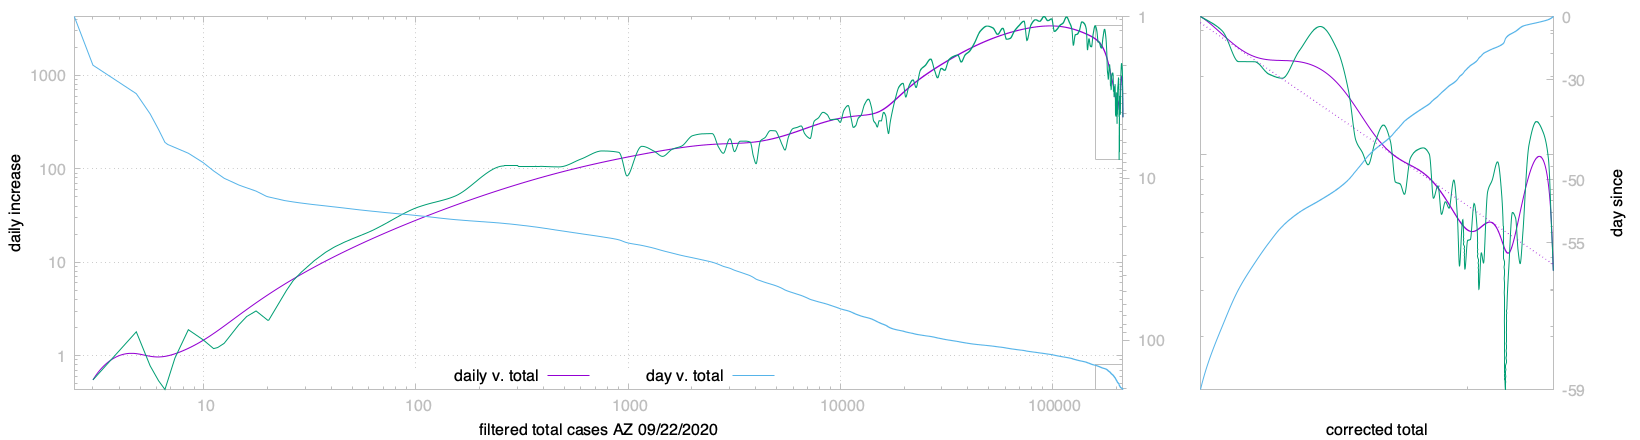 1000
100
10
1
daily increase
10
100
1000
10000
100000
filtered total cases AZ 09/22/2020
daily v. total
day v. total
1
10
100
0
-30
-50
-55
-59
day since
corrected total